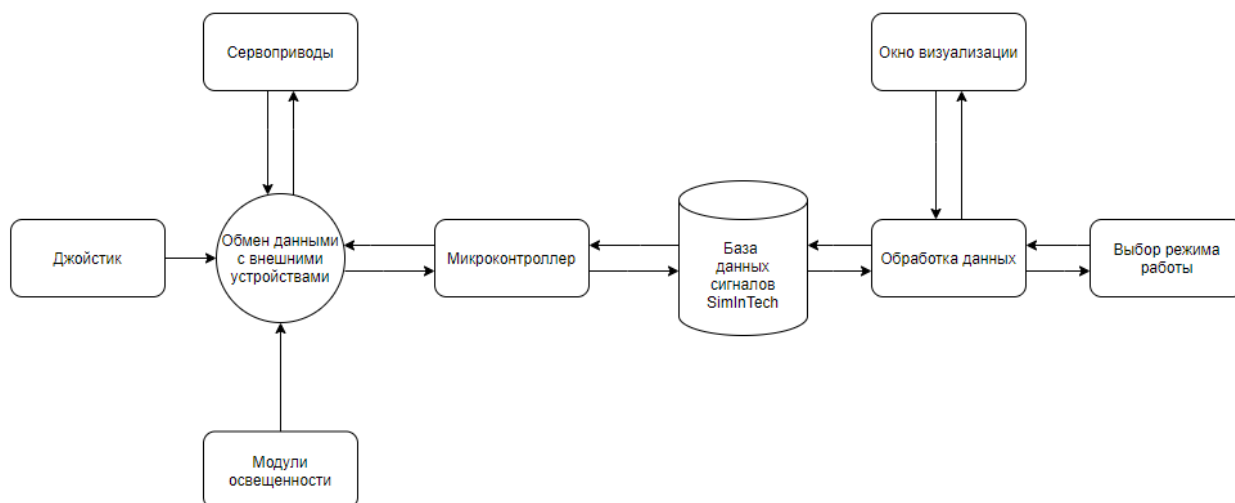 Сервоприводы
Окно визуализации
Джойстик
Обмен данными
с внешними
устройствами
Микроконтроллер
База
данных
сигналов
SimInTech
Обработка данных
Выбор режима
работы
Модули
освещенности